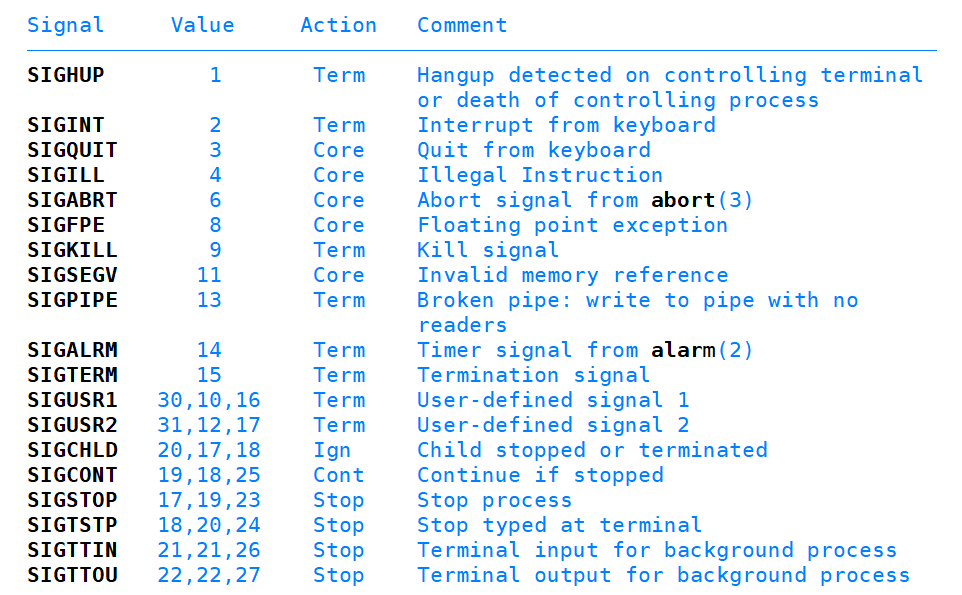 Signal Value Action Comment
SIGHUP 1 Term Hangup detected on controlling terminal
or death of controlling process
SIGINT 2 Term Interrupt from keyboard
SIGQUIT 3 Core Quit from keyboard
SIGILL 4 Core Illegal Instruction
SIGABRT 6 Core Abort signal from abort(3)
SIGFPE 8 Core Floating point exception
SIGKILL 9 Term Kill signal
SIGSEGV 11 Core Invalid memory reference
SIGPIPE 13 Term Broken pipe: write to pipe with no
readers
SIGALRM 14 Term Timer signal from alarm(2)
SIGTERM 15 Term Termination signal
SIGUSR1 30,10,16 Term User-defined signal 1
SIGUSR2 31,12,17 Term User-defined signal 2
SIGCHLD 20,17,18 Ign Child stopped or terminated
SIGCONT 19,18,25 Cont Continue if stopped
SIGSTOP 17,19,23 Stop Stop process
SIGTSTP 18,20,24 Stop Stop typed at terminal
SIGTTIN 21,21,26 Stop Terminal input for background process
SIGTTOU 22,22,27 Stop Terminal output for background process